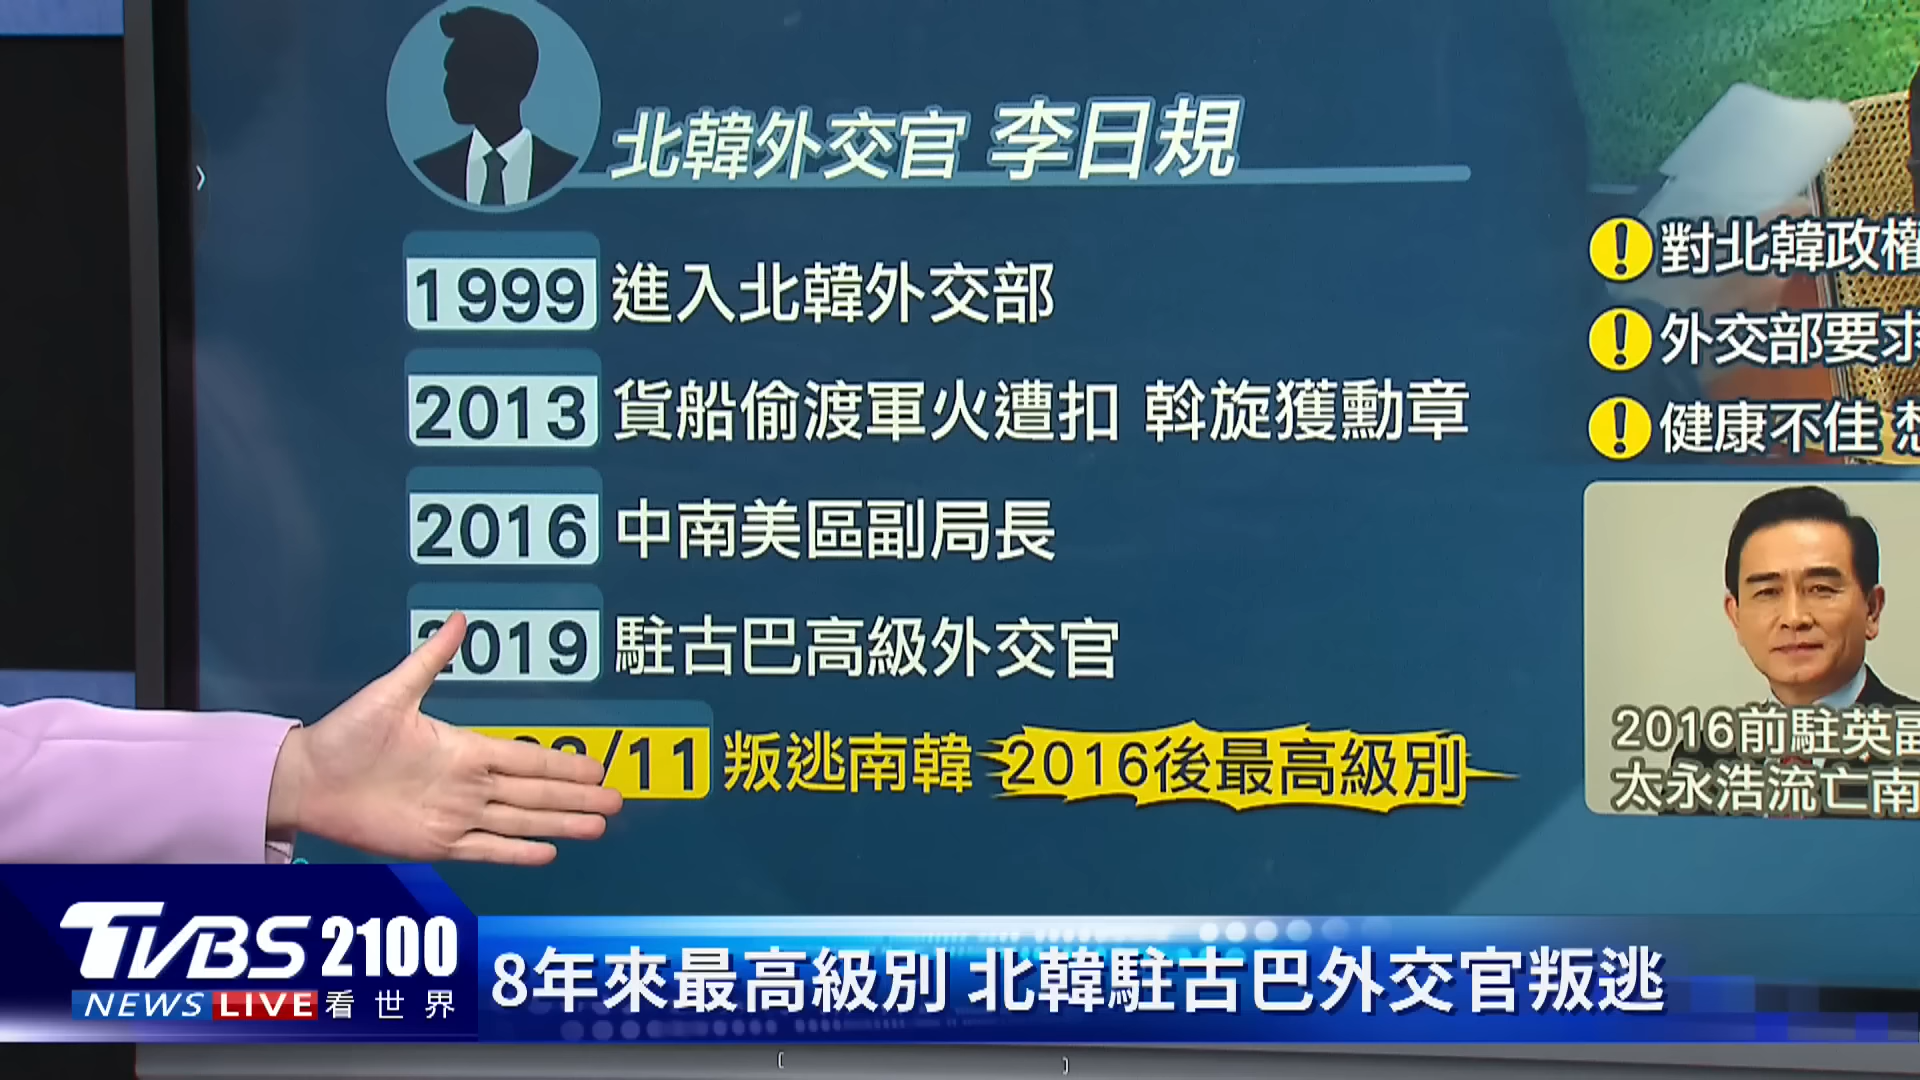 北韓外交官 李日規
1999 進入北韓外交部
2013 貨船偷渡軍火遭扣 斡旋獲勳章
2016 中南美區副局長
2019 駐古巴高級外交官
/11 叛逃南韓 2016後最高級別
對北韓政權
外交部要求
健康不佳 想
2016前駐英副
太永浩流亡南
TVBS 2100
NEWS LIVE 看世界
8年來最高級別 北韓駐古巴外交官叛逃